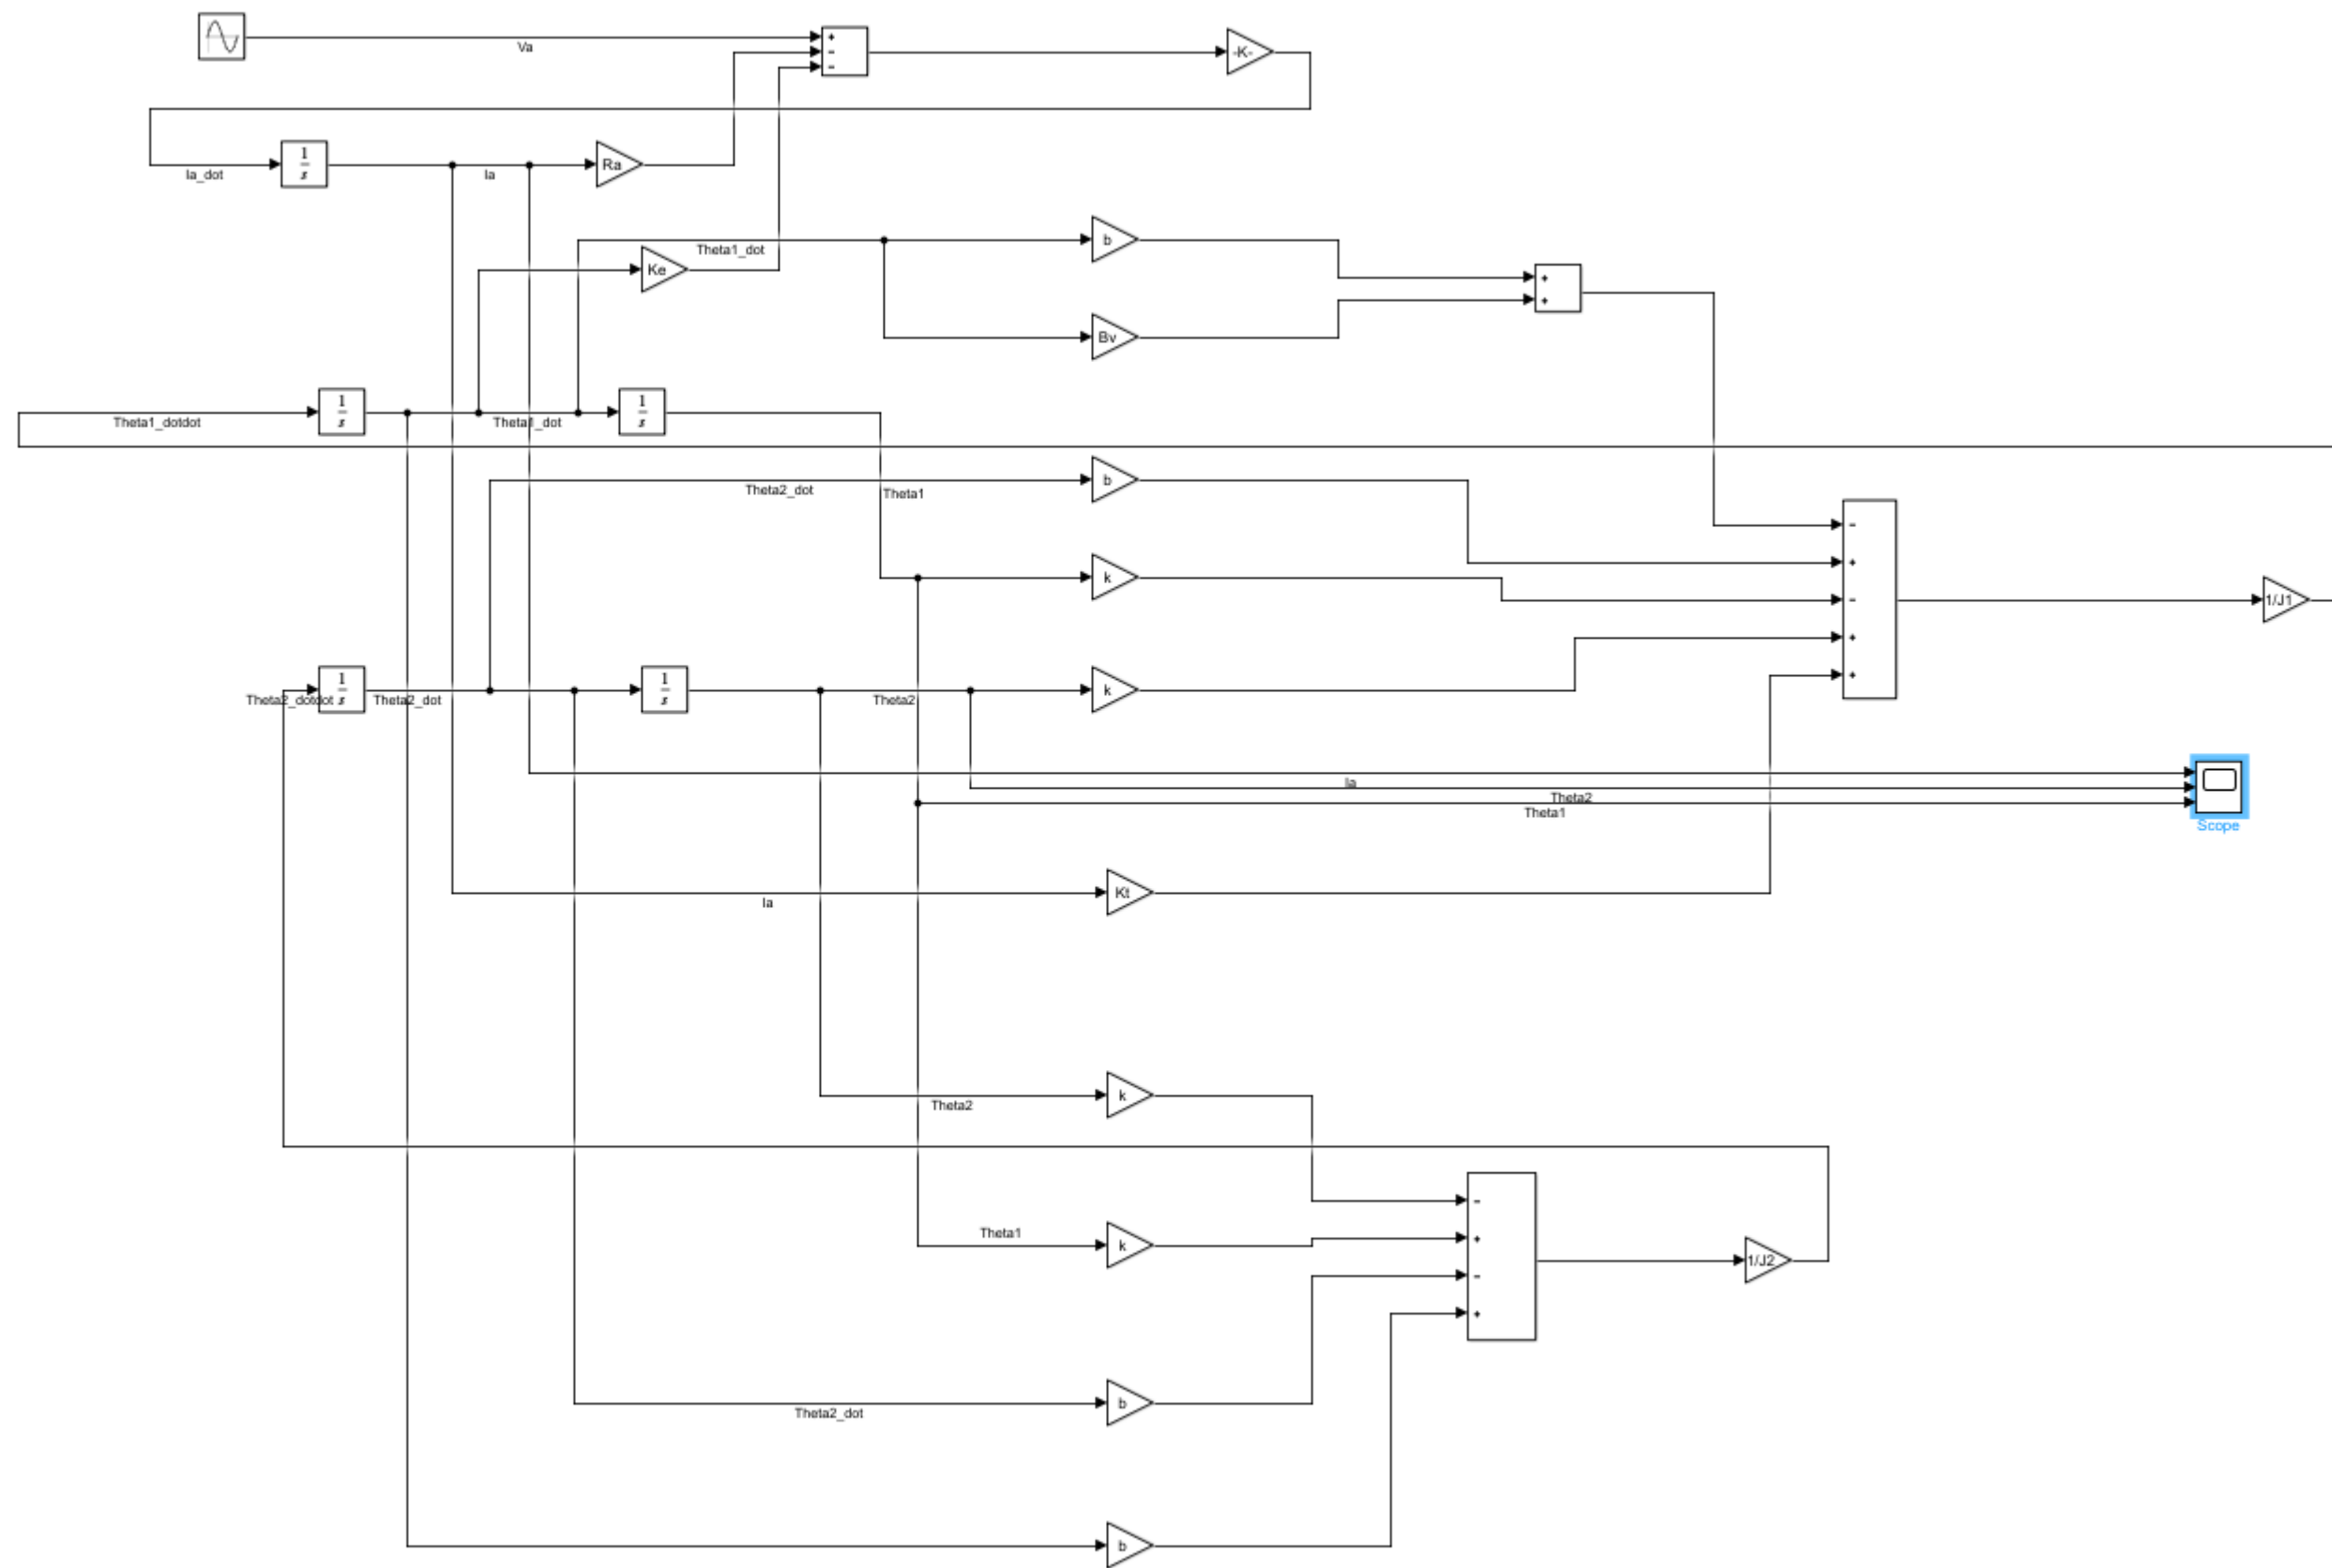 Va
+
-
-
-K-
1
s
Ia_dot
Ia
Ra
Theta1_dot
Ke
b
Bv
+
+
Theta1_dotdot
1
s
Theta1_dot
1
s
Theta2_dot
Theta1
b
k
-
+
-
+
+
1/J1
Theta2_dotdot
1
s
Theta2_dot
1
s
Theta2
k
Ia
Theta2
Theta1
Scope
Ia
Kt
Theta2
k
Theta1
k
-
+
-
+
1/J2
Theta2_dot
b
b